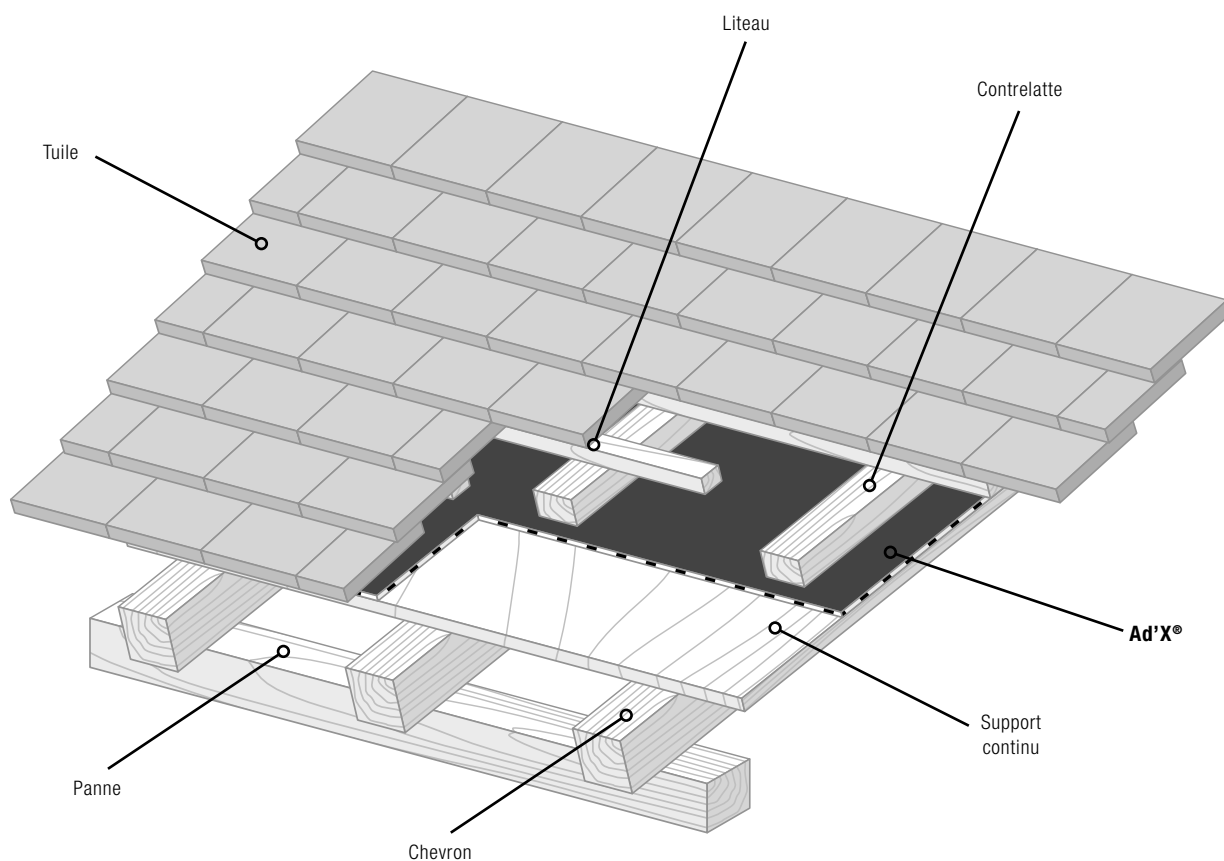 Liteau
Contrelatte
Tuile
Ad'X®
Support
continu
Panne
Chevron